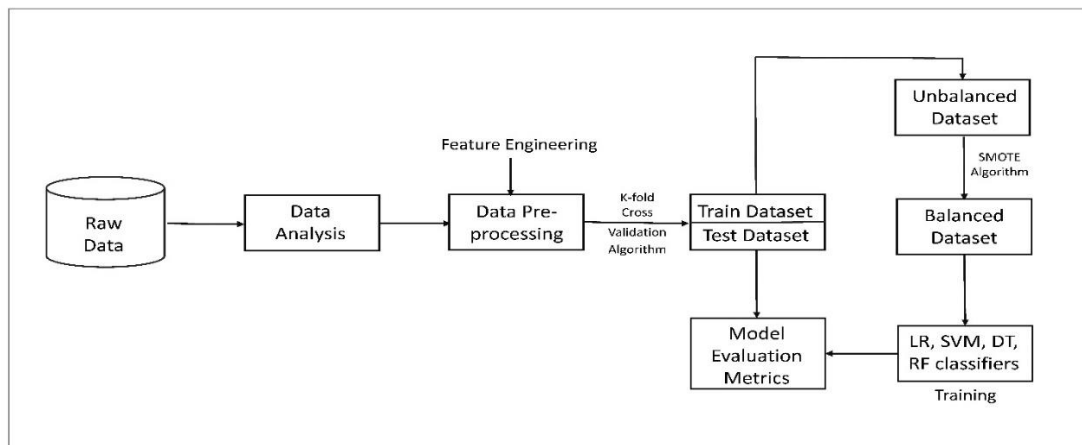 Raw
Data
Data
Analysis
Feature Engineering
Data Pre-
processing
K-fold
Cross
Validation
Algorithm
Train Dataset
Test Dataset
Unbalanced
Dataset
SMOTE
Algorithm
Balanced
Dataset
LR, SVM, DT,
RF classifiers
Training
Model
Evaluation
Metrics